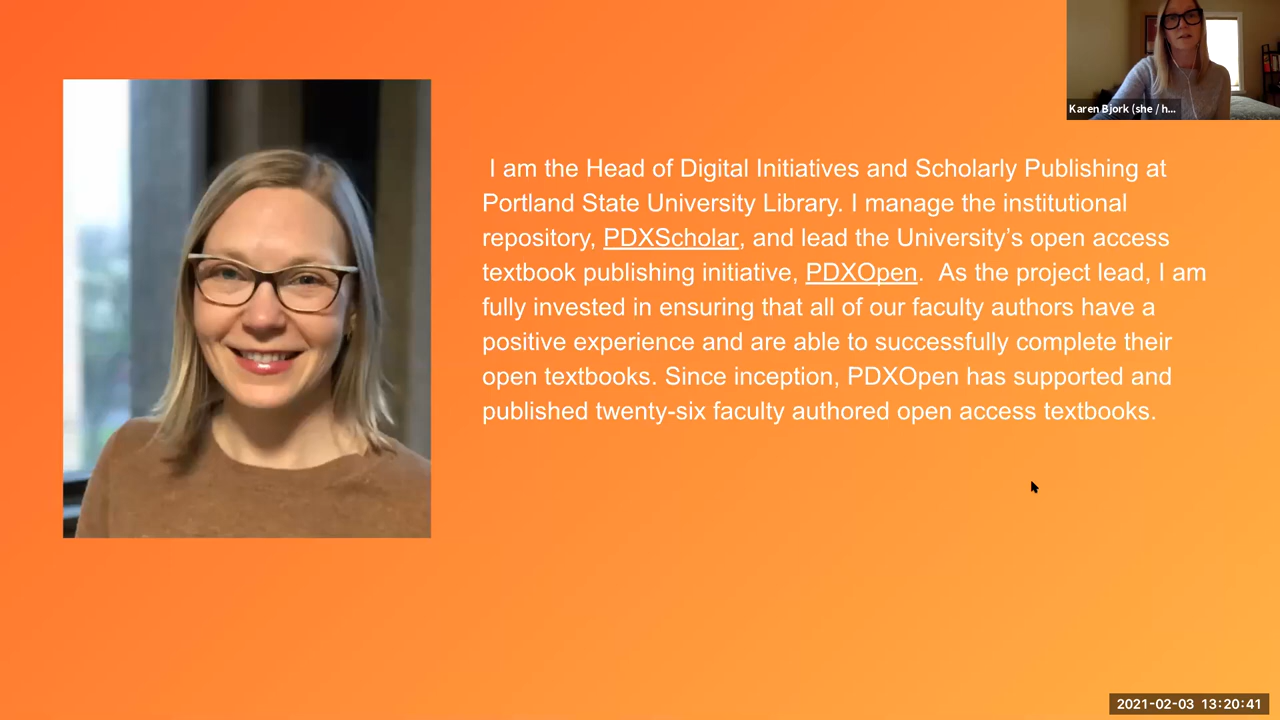 Karen Bjork (she / h...
I am the Head of Digital Initiatives and Scholarly Publishing at
Portland State University Library. I manage the institutional
repository, PDXScholar, and lead the University's open access
textbook publishing initiative, PDXOpen.  As the project lead, I am
fully invested in ensuring that all of our faculty authors have a
positive experience and are able to successfully complete their
open textbooks. Since inception, PDXOpen has supported and
published twenty-six faculty authored open access textbooks.
2021-02-03 13:20:41